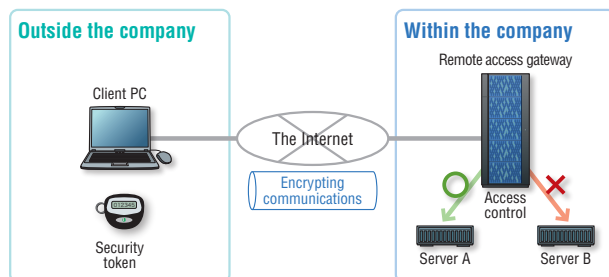 Outside the company
Client PC
Security
token
The Internet
Encrypting
communications
Within the company
Remote access gateway
Access
control
Server A
Server B